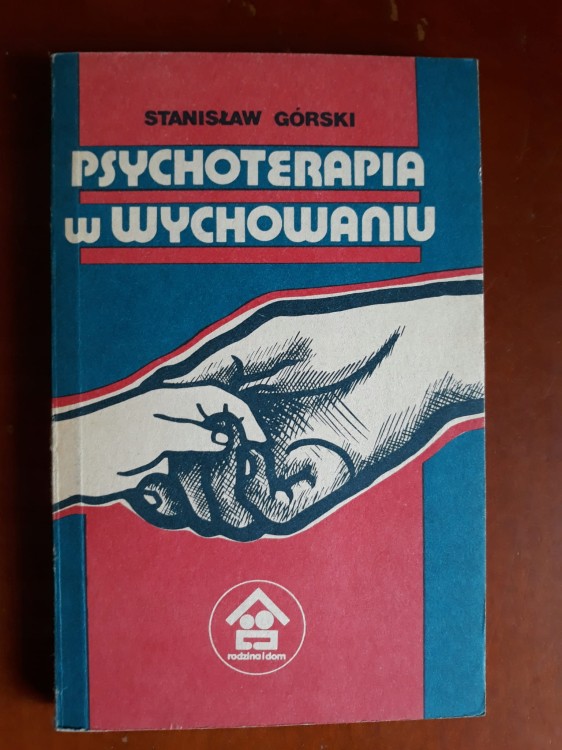 STANISŁAW GÓRSKI
PSYCHOTERAPIA
w WYCHOWANIU
rodzina i dom